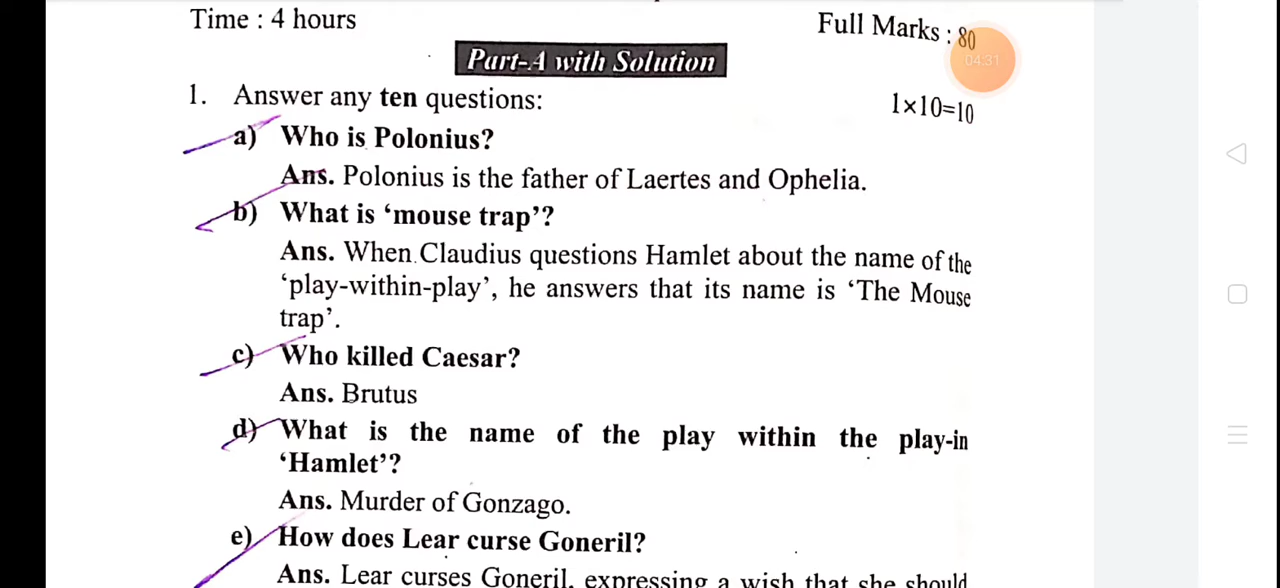 Time : 4 hours
Full Marks : 80
04:31
Part-A with Solution
1. Answer any ten questions:
1×10=10
a) Who is Polonius?
Ans. Polonius is the father of Laertes and Ophelia.
b) What is ‘mouse trap’?
Ans. When Claudius questions Hamlet about the name of the
‘play-within-play’, he answers that its name is ‘The Mouse
trap’.
c) Who killed Caesar?
Ans. Brutus
d) What is the name of the play within the play-in
‘Hamlet’?
Ans. Murder of Gonzago.
e) How does Lear curse Goneril?
Ans. Lear curses Goneril, expressing a wish that she should